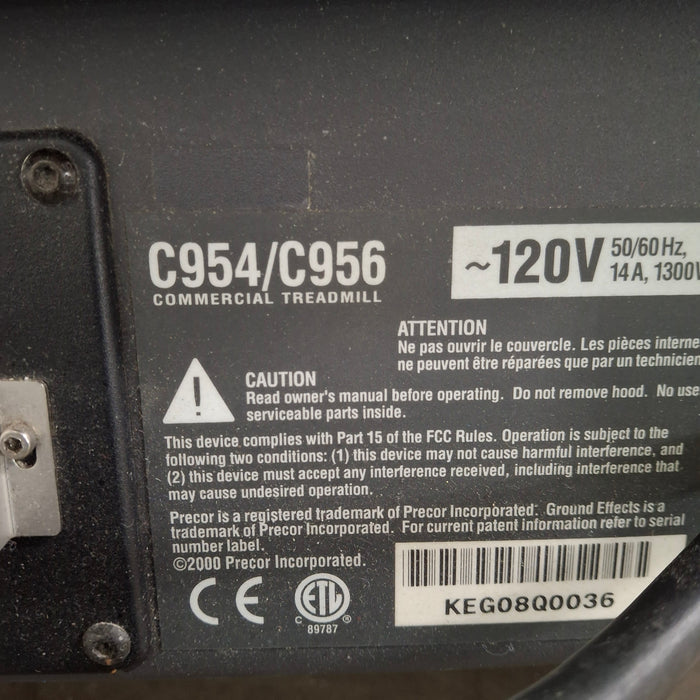 C954/C956
COMMERCIAL TREADMILL
~120V 50/60 Hz,
14 A, 1300
ATTENTION
Ne pas ouvrir le couvercle. Les pièces interne
ne peuvent être réparées que par un technicien
CAUTION
Read owner's manual before operating. Do not remove hood. No use
serviceable parts inside.
This device complies with Part 15 of the FCC Rules. Operation is subject to the
following two conditions: (1) this device may not cause harmful interference, and
(2) this device must accept any interference received, including interference that
may cause undesired operation.
Precor is a registered trademark of Precor Incorporated. Ground Effects is a
trademark of Precor Incorporated. For current patent information refer to serial
number label.
©2000 Precor Incorporated.
CE
ETL
C ®
89787
KEG08Q0036